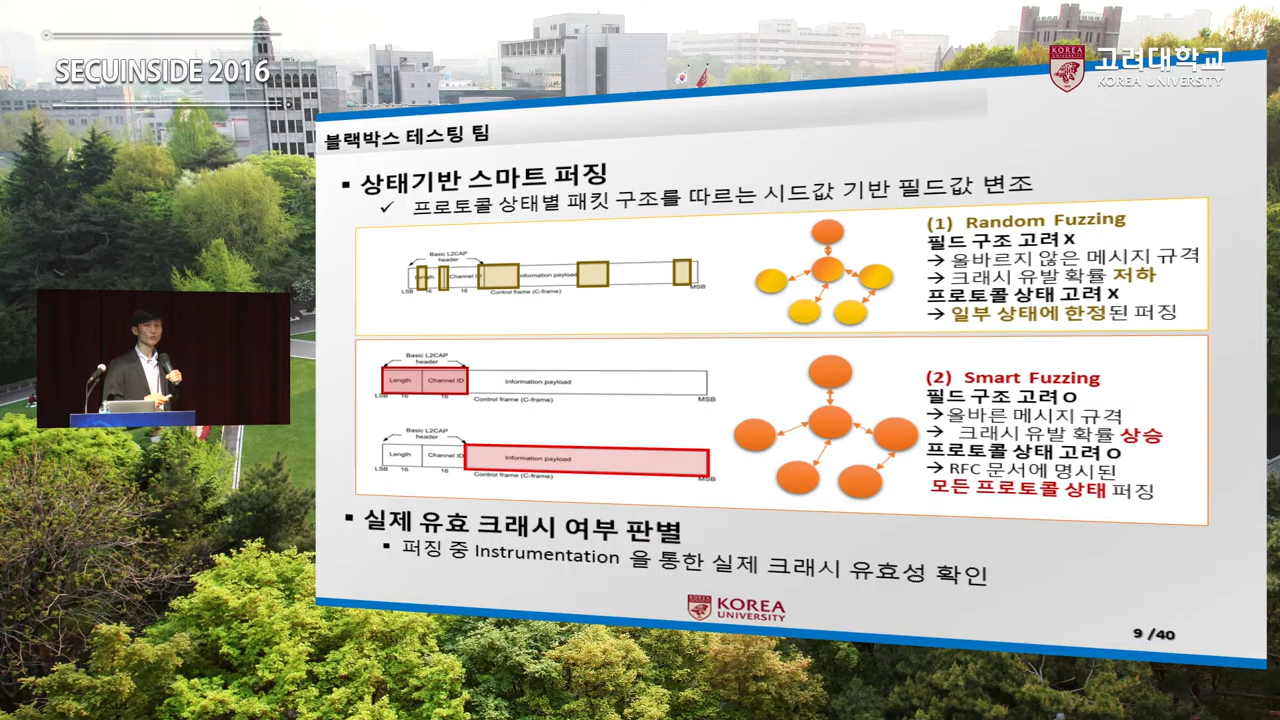 SECUINSIDE 2016
KOREA
고려대학교
KOREA UNIVERSITY
블랙박스 테스팅 팀
▪ 상태기반 스마트 퍼징
✓ 프로토콜 상태별 패킷 구조를 따르는 시드값 기반 필드값 변조
Basic L2CAP
header
Length
Channel ID
Information payload
LSB
16
16
Control frame (C-frame)
MSB
(1) Random Fuzzing
필드 구조 고려 X
→ 올바르지 않은 메시지 규격
→ 크래시 유발 확률 저하
프로토콜 상태 고려 X
→ 일부 상태에 한정된 퍼징
Basic L2CAP
header
Length
Channel ID
Information payload
LSB
16
16
Control frame (C-frame)
MSB
Basic L2CAP
header
Length
Channel ID
Information payload
LSB
16
16
Control frame (C-frame)
MSB
(2) Smart Fuzzing
필드 구조 고려 O
→ 올바른 메시지 규격
→ 크래시 유발 확률 상승
프로토콜 상태 고려 O
→ RFC 문서에 명시된
모든 프로토콜 상태 퍼징
▪ 실제 유효 크래시 여부 판별
▪ 퍼징 중 Instrumentation 을 통한 실제 크래시 유효성 확인
KOREA
UNIVERSITY
9 /40